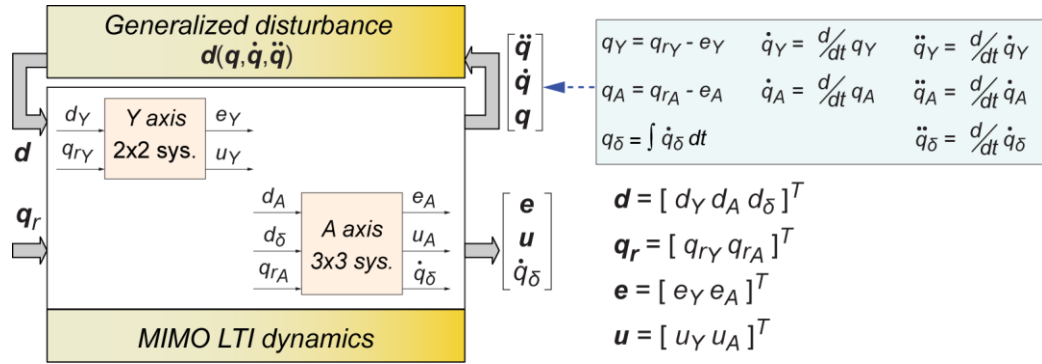 Generalized disturbance
d(q,q̇,q̈)
d_Y Y axis e_Y
q_rY 2x2 sys. u_Y
d
q_r
d_A A axis e_A
d_δ 3x3 sys. u_A
q_rA q̇_δ
MIMO LTI dynamics
[q̈
q̇
q]
[e
u
q̇_δ]
q_Y = q_rY - e_Y q̇_Y = d/dt q_Y q̈_Y = d/dt q̇_Y
q_A = q_rA - e_A q̇_A = d/dt q_A q̈_A = d/dt q̇_A
q_δ = ∫ q̇_δ dt q̈_δ = d/dt q̇_δ
d = [ d_Y d_A d_δ ]^T
q_r = [ q_rY q_rA ]^T
e = [ e_Y e_A ]^T
u = [ u_Y u_A ]^T